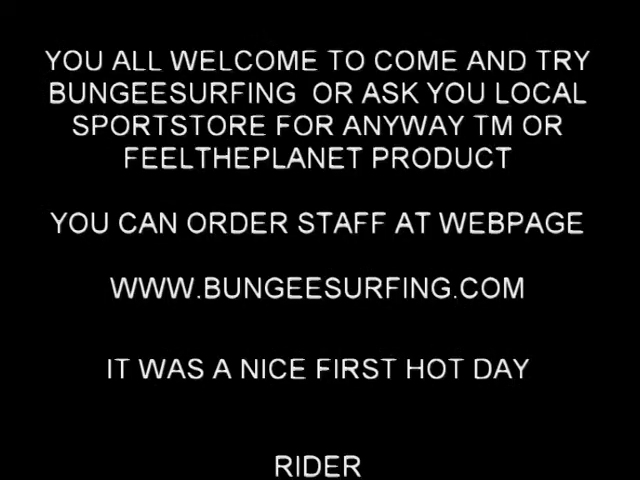 YOU ALL WELCOME TO COME AND TRY
BUNGEESURFING OR ASK YOU LOCAL
SPORTSTORE FOR ANYWAY TM OR
FEELTHEPLANET PRODUCT
YOU CAN ORDER STAFF AT WEBPAGE
WWW.BUNGEESURFING.COM
IT WAS A NICE FIRST HOT DAY
RIDER